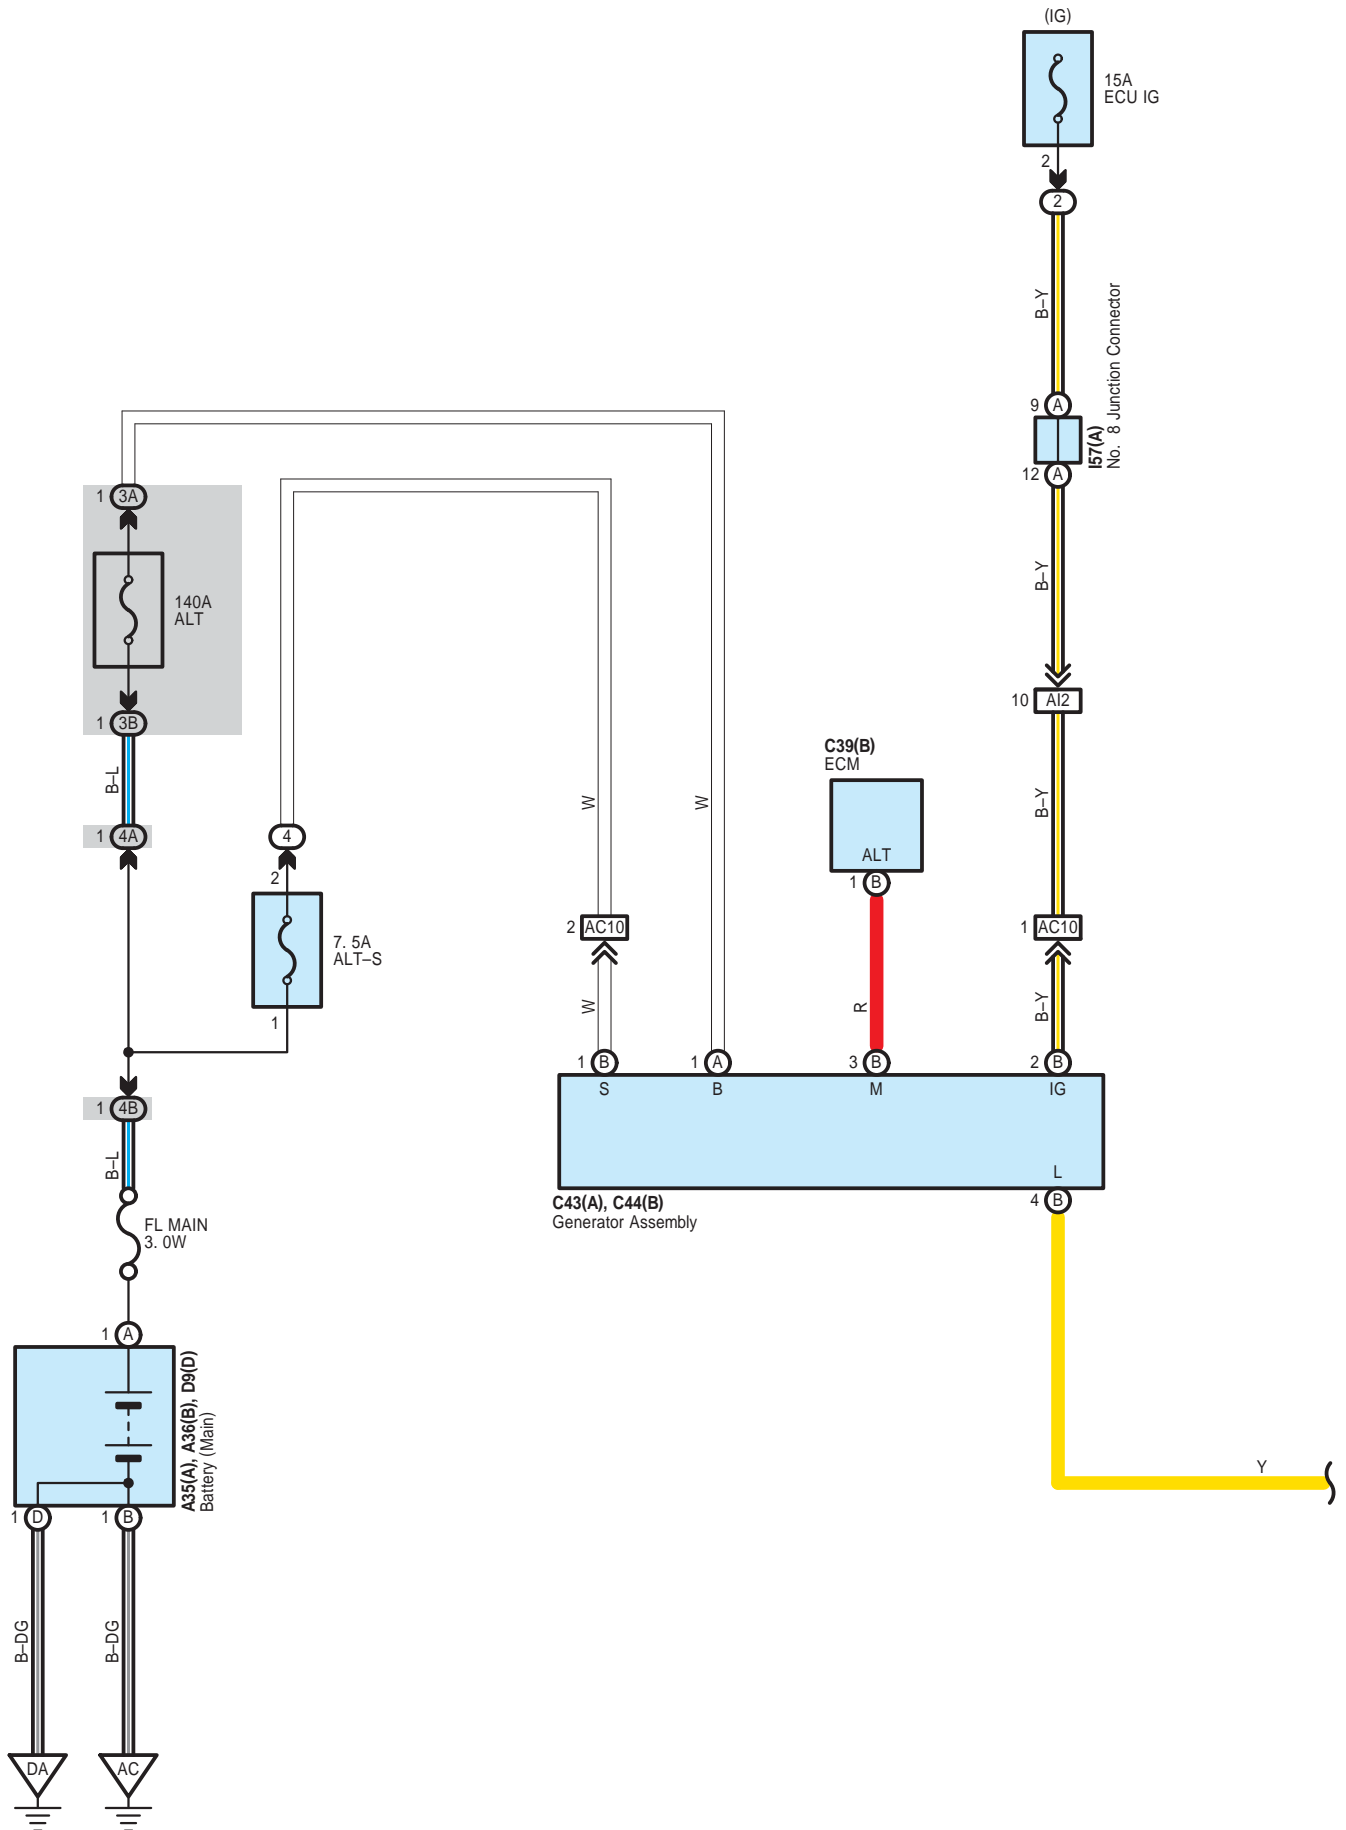 (IG)
15A
ECU IG
2
2
B–Y
9 A
I57(A)
No. 8 Junction Connector
12 A
B–Y
1 3A
140A
ALT
1 3B
B–L
10 AI2
C39(B)
ECM
ALT
1 B
W
W
B–Y
1 4A
4
2
7. 5A
ALT–S
1
2 AC10
1 AC10
W
R
B–Y
1 B
1 A
3 B
2 B
S
B
M
IG
L
4 B
C43(A), C44(B)
Generator Assembly
1 4B
B–L
FL MAIN
3. 0W
1 A
A35(A), A36(B), D9(D)
Battery (Main)
Y
1 D
1 B
B–DG
B–DG
DA
AC